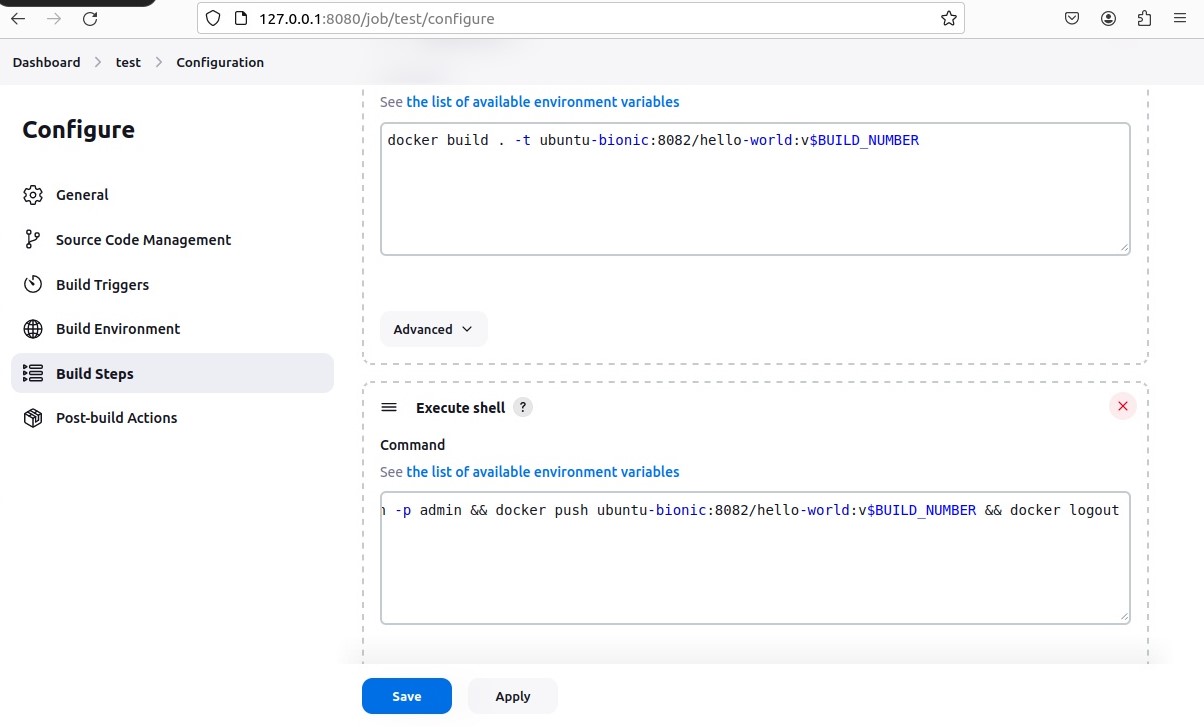 127.0.0.1:8080/job/test/configure
Dashboard > test > Configuration
Configure
General
Source Code Management
Build Triggers
Build Environment
Build Steps
Post-build Actions
See the list of available environment variables
docker build . -t ubuntu-bionic:8082/hello-world:v$BUILD_NUMBER
Advanced
Execute shell ?
Command
See the list of available environment variables
-p admin && docker push ubuntu-bionic:8082/hello-world:v$BUILD_NUMBER && docker logout
Save
Apply